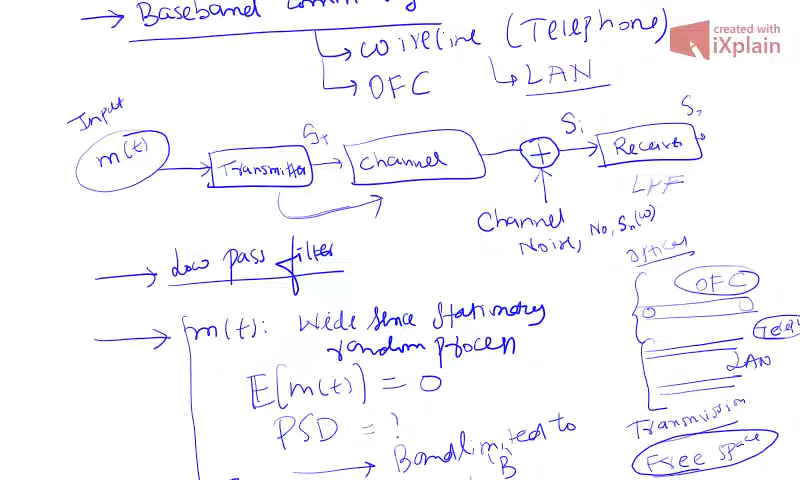 → Baseband
created with
iXplain
→ Wireline (Telephone)
→ OFC
→ LAN
Input
m(t)
Transmitter
ST
Channel
+
Si
Receiver
So
LPF
Channel
Noise, No, Sn(ω)
→ Low pass filter
Optical
OFC
→ m(t): Wide Sense Stationary
random process
E[m(t)] = 0
PSD = ?
→ Bandlimited to
B
LAN
Transmission
Free space